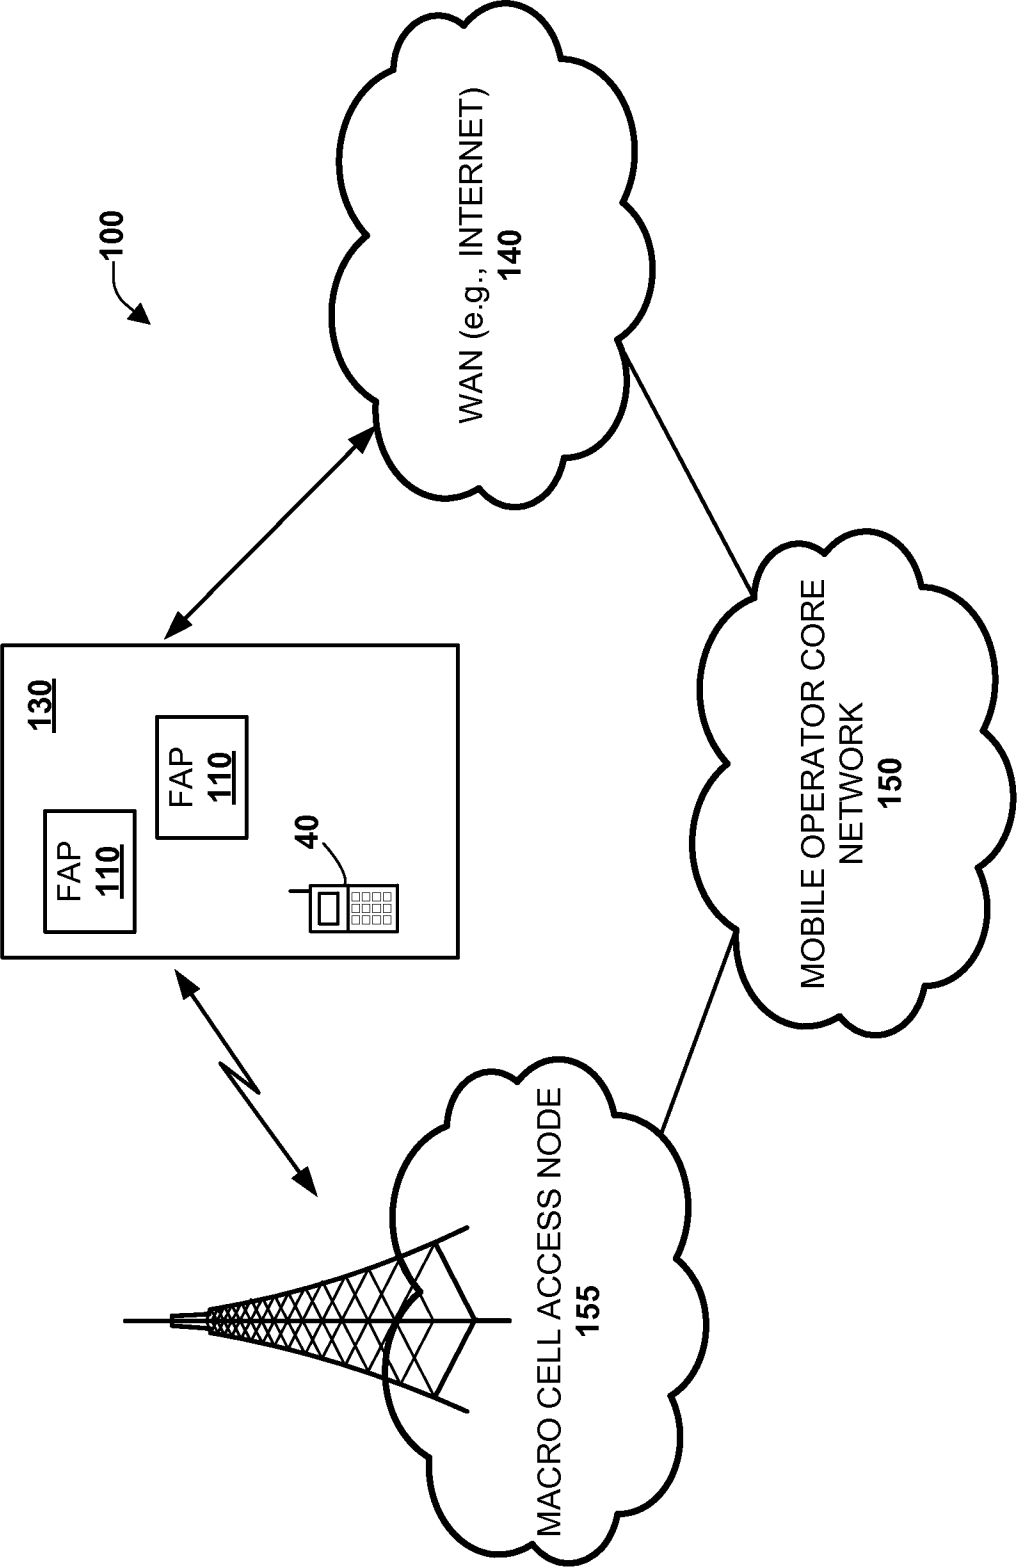 100
130
FAP
110
FAP
110
40
WAN (e.g., INTERNET)
140
MACRO CELL ACCESS NODE
155
MOBILE OPERATOR CORE
NETWORK
150